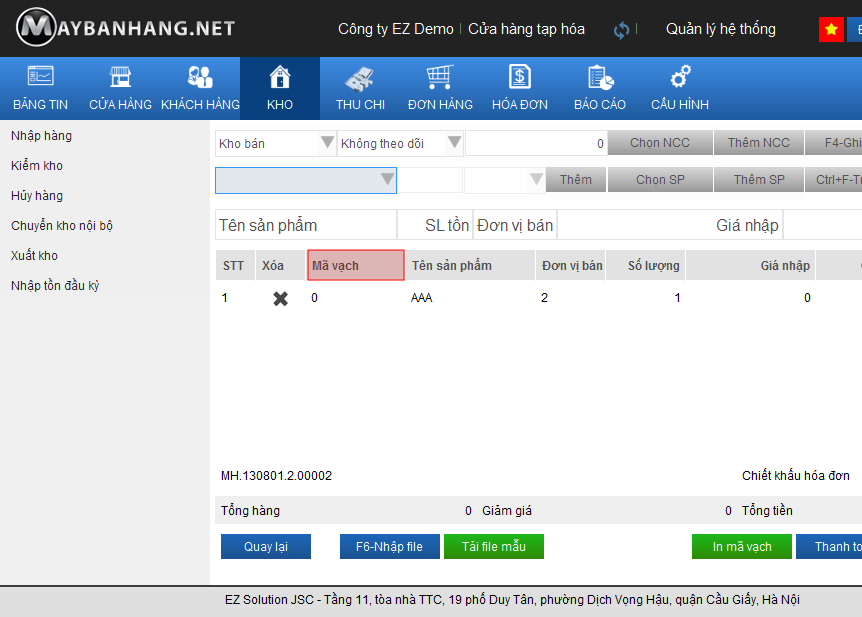 MAYBANHANG.NET Công ty EZ Demo | Cửa hàng tạp hóa Quản lý hệ thống
BẢNG TIN CỬA HÀNG KHÁCH HÀNG KHO THU CHI ĐƠN HÀNG HÓA ĐƠN BÁO CÁO CẤU HÌNH
Nhập hàng
Kiểm kho
Hủy hàng
Chuyển kho nội bộ
Xuất kho
Nhập tồn đầu kỳ
Kho bán Không theo dõi 0 Chọn NCC Thêm NCC F4-Ghi
Thêm Chọn SP Thêm SP Ctrl+F-T
Tên sản phẩm SL tồn Đơn vị bán Giá nhập
STT Xóa Mã vạch Tên sản phẩm Đơn vị bán Số lượng Giá nhập
1 0 AAA 2 1 0
MH.130801.2.00002 Chiết khấu hóa đơn
Tổng hàng 0 Giảm giá 0 Tổng tiền
Quay lại F6-Nhập file Tải file mẫu In mã vạch Thanh to
EZ Solution JSC - Tầng 11, tòa nhà TTC, 19 phố Duy Tân, phường Dịch Vọng Hậu, quận Cầu Giấy, Hà Nội